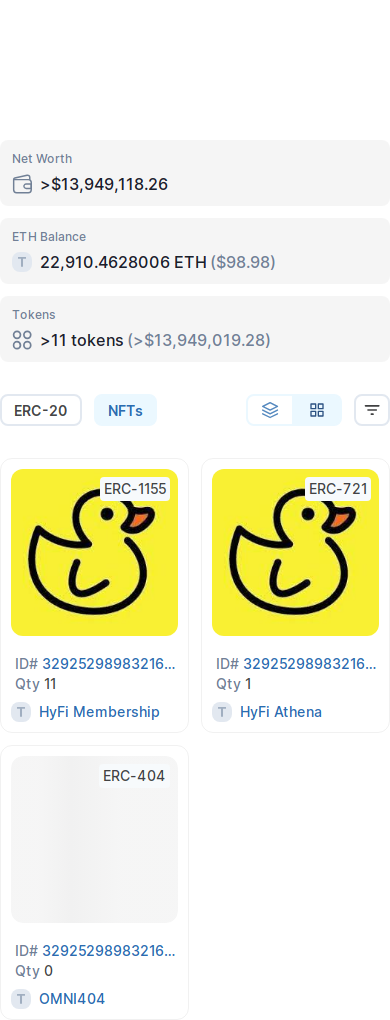 Net Worth
>$13,949,118.26
ETH Balance
T 22,910.4628006 ETH ($98.98)
Tokens
>11 tokens (>$13,949,019.28)
ERC-20 NFTs
ERC-1155
ID# 32925298983216...
Qty 11
T HyFi Membership
ERC-721
ID# 32925298983216...
Qty 1
T HyFi Athena
ERC-404
ID# 32925298983216...
Qty 0
T OMNI404